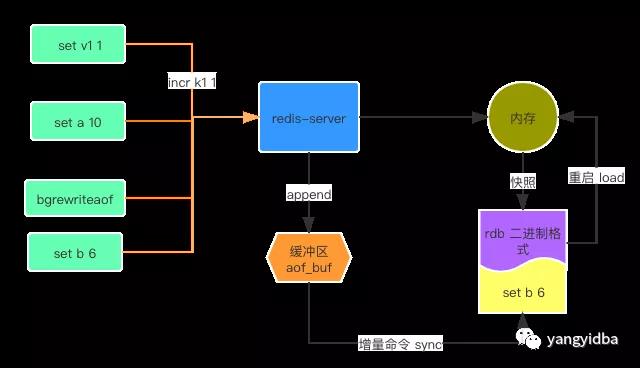 set v1 1
incr k1 1
set a 10
bgrewriteaof
set b 6
redis-server
append
缓冲区
aof_buf
内存
快照
重启 load
rdb 二进制格
式
set b 6
增量命令 sync
yangyidba